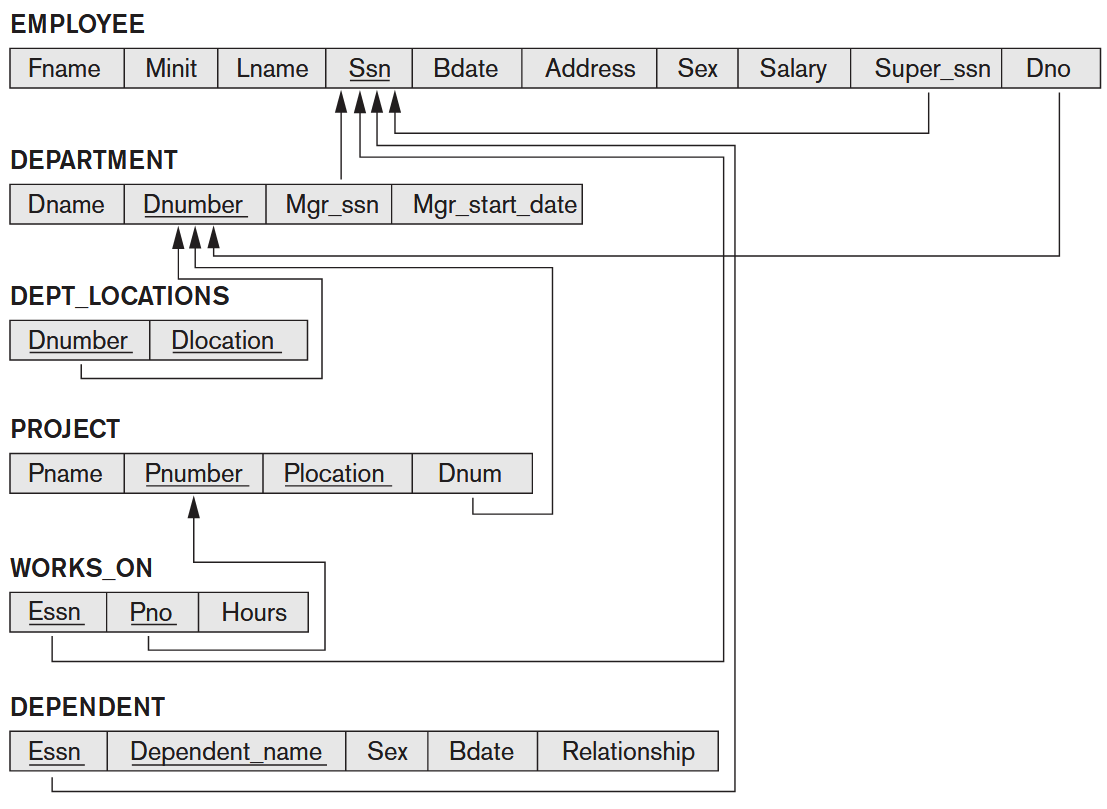 EMPLOYEE
Fname Minit Lname Ssn Bdate Address Sex Salary Super_ssn Dno
DEPARTMENT
Dname Dnumber Mgr_ssn Mgr_start_date
DEPT_LOCATIONS
Dnumber Dlocation
PROJECT
Pname Pnumber Plocation Dnum
WORKS_ON
Essn Pno Hours
DEPENDENT
Essn Dependent_name Sex Bdate Relationship